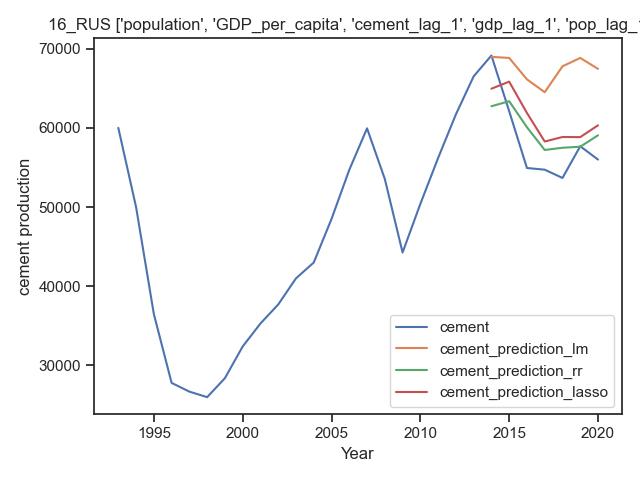 16_RUS ['population', 'GDP_per_capita', 'cement_lag_1', 'gdp_lag_1', 'pop_lag_1
70000
60000
50000
40000
30000
cement production
cement
cement_prediction_lm
cement_prediction_rr
cement_prediction_lasso
1995 2000 2005 2010 2015 2020
Year